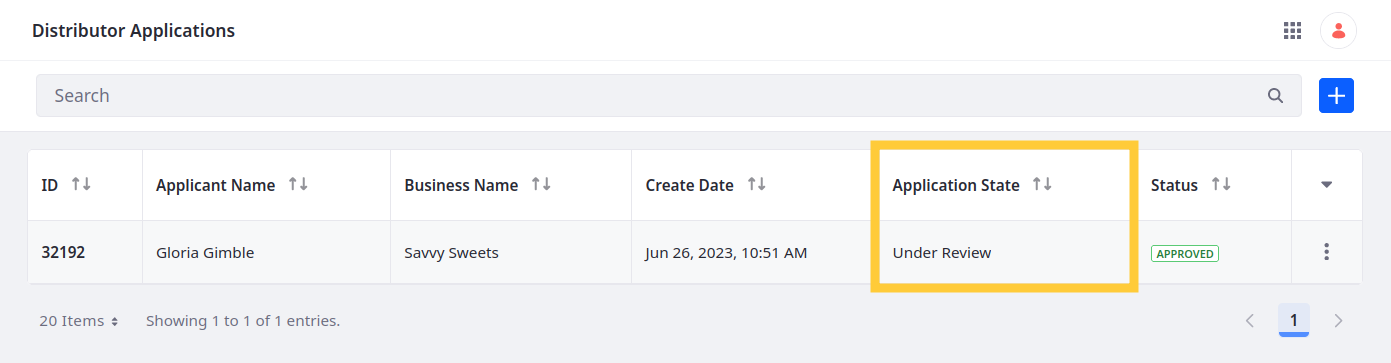 Distributor Applications
Search
ID Applicant Name Business Name Create Date Application State Status
32192 Gloria Gimble Savvy Sweets Jun 26, 2023, 10:51 AM Under Review APPROVED
20 Items Showing 1 to 1 of 1 entries. 1